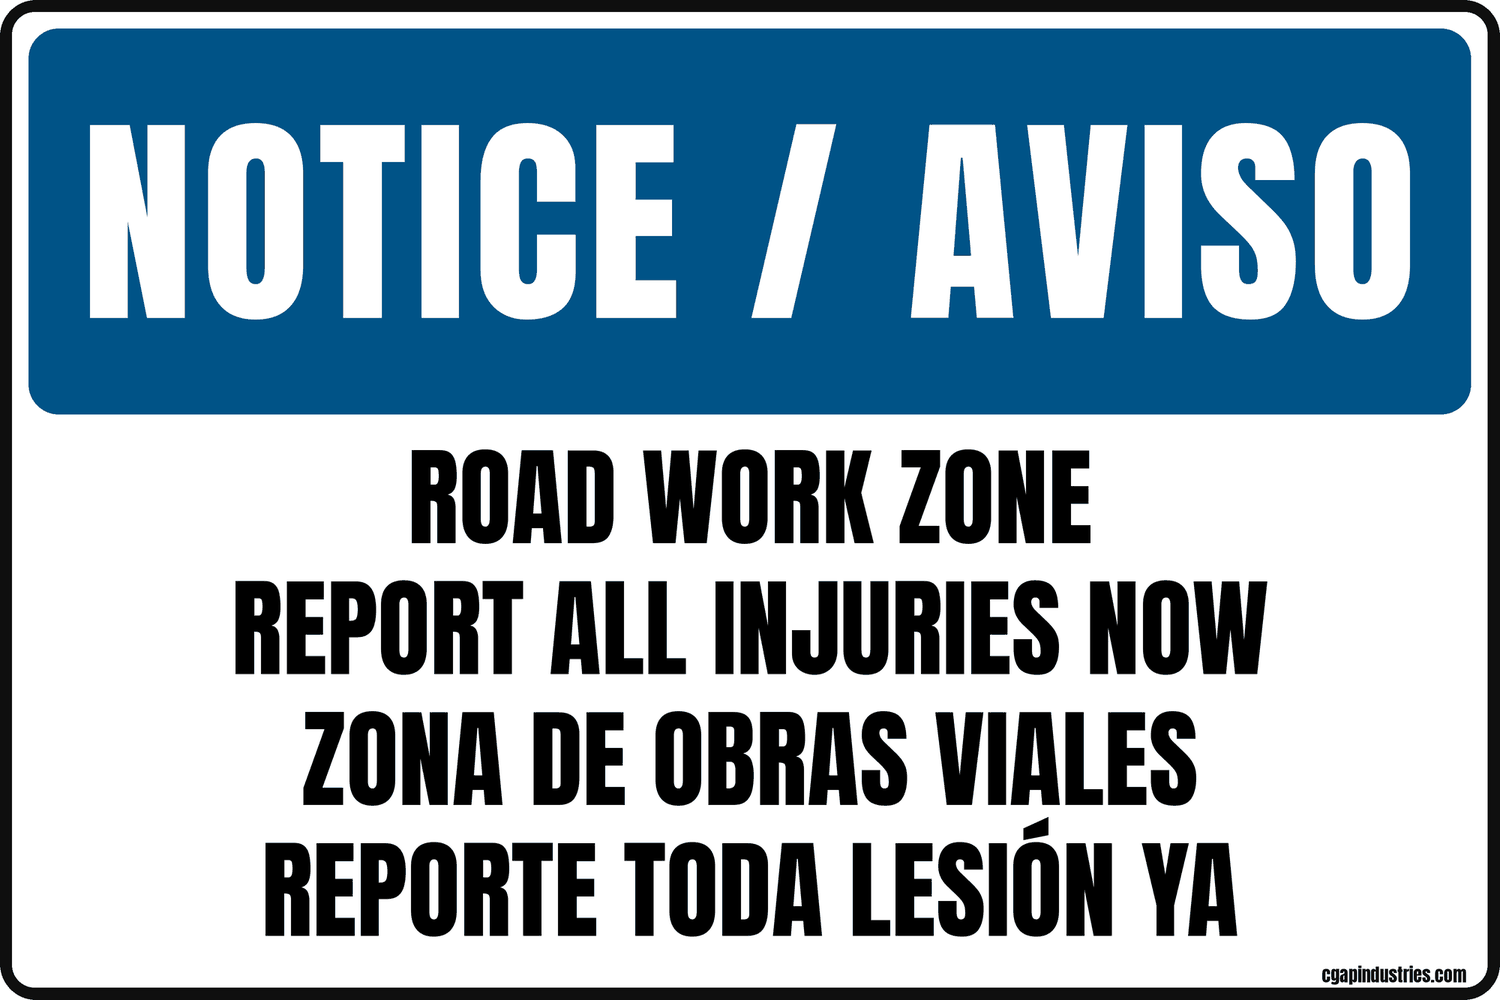 NOTICE / AVISO
ROAD WORK ZONE
REPORT ALL INJURIES NOW
ZONA DE OBRAS VIALES
REPORTE TODA LESIÓN YA
cgapindustries.com